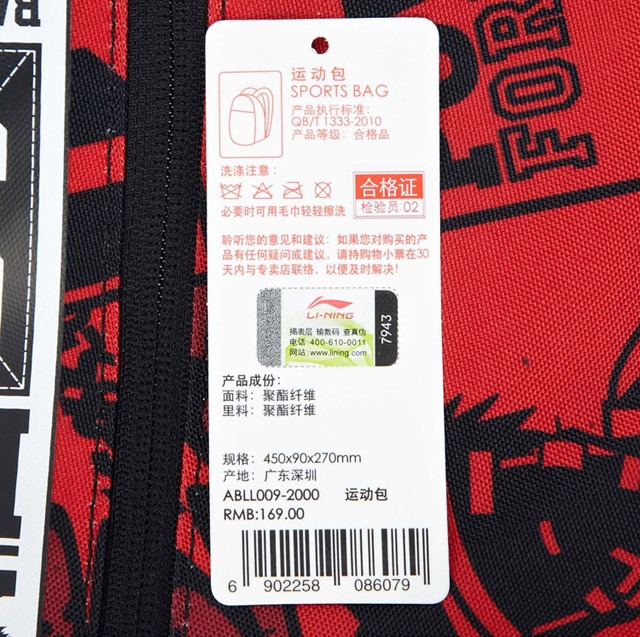 运动包
SPORTS BAG
产品执行标准：
QB/T 1333-2010
产品等级：合格品
洗涤注意：
必要时可用毛巾轻轻擦洗
合格证
检验员:02
聆听您的意见和建议：如果您对购买的产
品有任何疑问或建议，请持购物小票在30
天内与专卖店联络，以便及时解决！
LI-NING
揭表层 输数码 查真伪
电话:400-610-0011
网站:www.lining.com
7943
产品成份：
面料：聚酯纤维
里料：聚酯纤维
规格：450x90x270mm
产地：广东深圳
ABLL009-2000 运动包
RMB:169.00
6 902258 086079
FOR